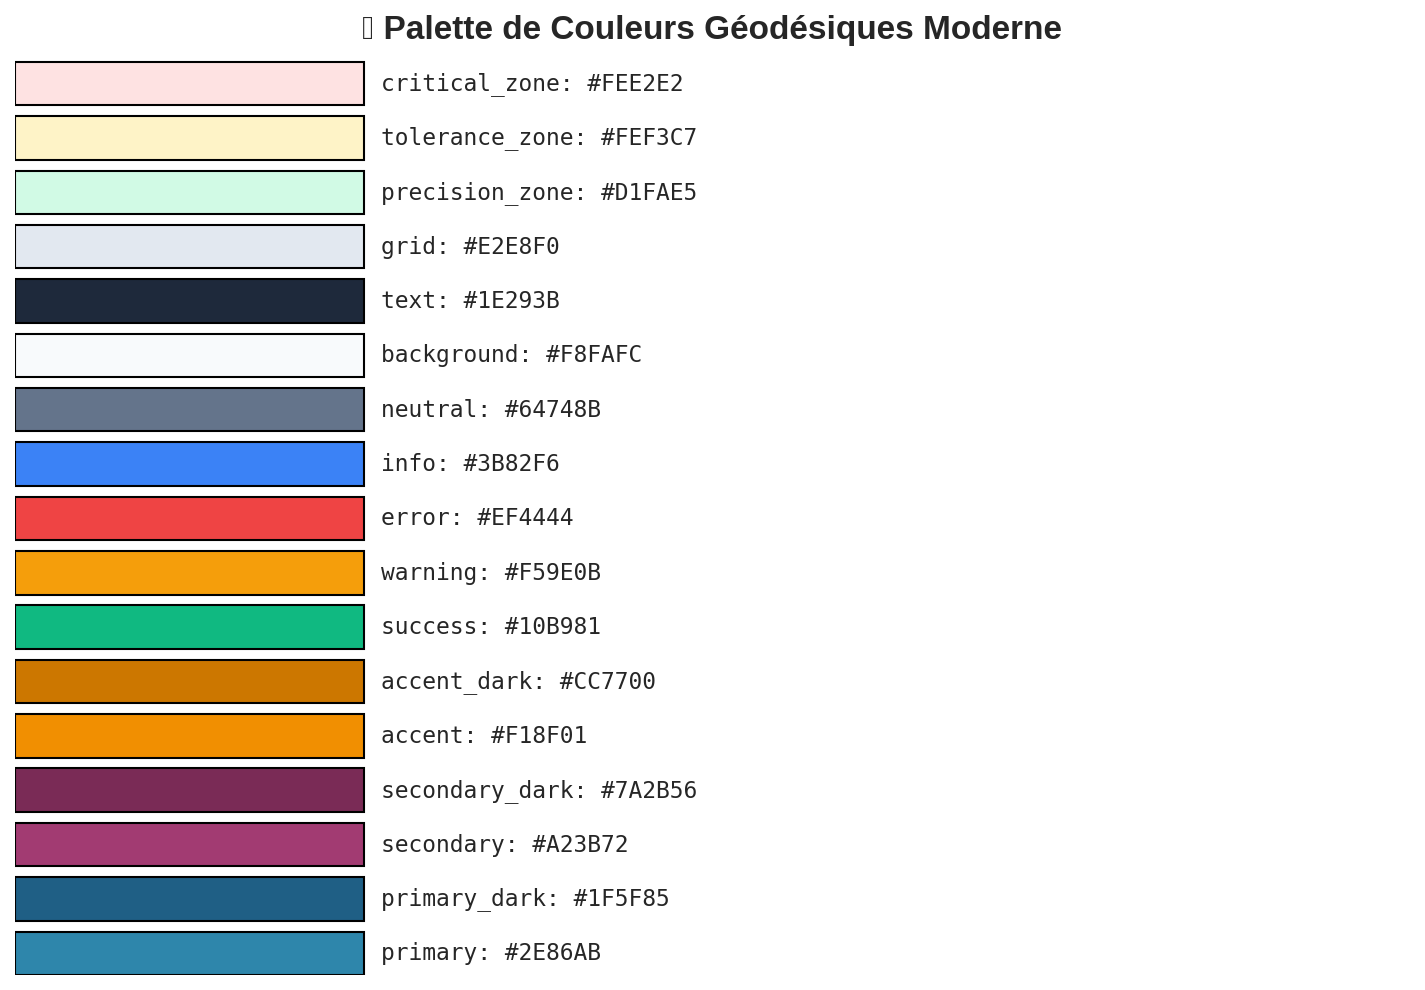 Palette de Couleurs Géodésiques Moderne
critical_zone: #FEE2E2
tolerance_zone: #FEF3C7
precision_zone: #D1FAE5
grid: #E2E8F0
text: #1E293B
background: #F8FAFC
neutral: #64748B
info: #3B82F6
error: #EF4444
warning: #F59E0B
success: #10B981
accent_dark: #CC7700
accent: #F18F01
secondary_dark: #7A2B56
secondary: #A23B72
primary_dark: #1F5F85
primary: #2E86AB